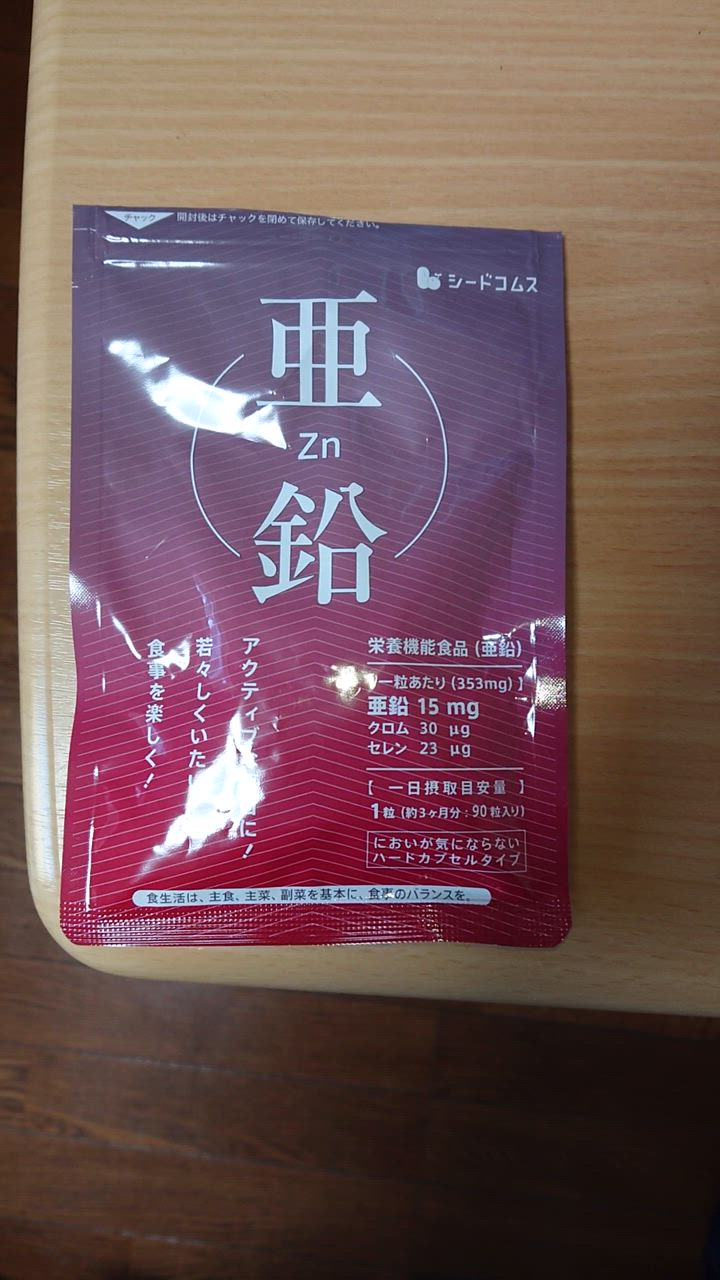 チャック
開封後はチャックを閉めて保存してください。
シードコムス
亜
Zn
鉛
アクティブ
に!
若々しくいたい
食事を楽しく!
栄養機能食品(亜鉛)
一粒あたり(353mg)】
亜鉛 15 mg
クロム 30 μg
セレン 23 μg
【 一日摂取目安量 】
1粒(約3ヶ月分:90粒入り)
においが気にならない
ハードカプセルタイプ
食生活は、主食、主菜、副菜を基本に、食事のバランスを。